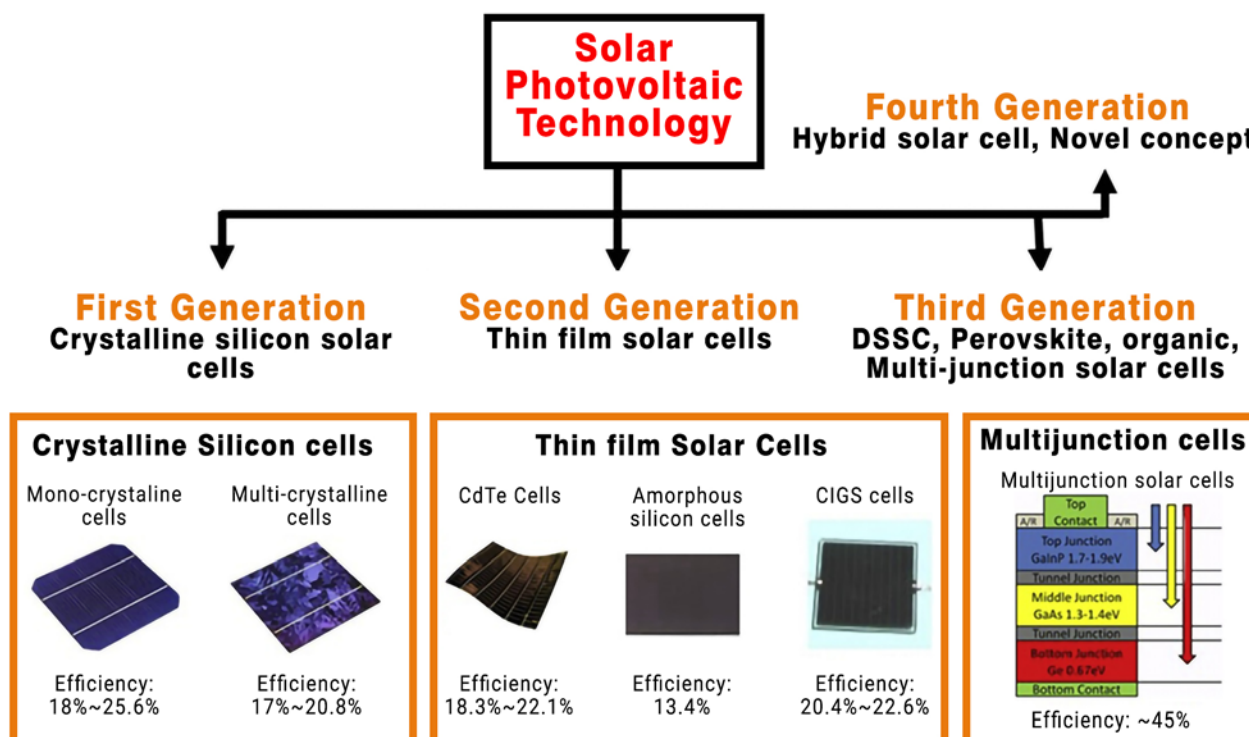 Solar
Photovoltaic
Technology
Fourth Generation
Hybrid solar cell, Novel concept
First Generation
Crystalline silicon solar
cells
Second Generation
Thin film solar cells
Third Generation
DSSC, Perovskite, organic,
Multi-junction solar cells
Crystalline Silicon cells
Mono-crystaline
cells
Efficiency:
18%~25.6%
Multi-crystalline
cells
Efficiency:
17%~20.8%
Thin film Solar Cells
CdTe Cells
Efficiency:
18.3%~22.1%
Amorphous
silicon cells
Efficiency:
13.4%
CIGS cells
Efficiency:
20.4%~22.6%
Multijunction cells
Multijunction solar cells
A/R
Top
Contact
A/R
Top Junction
GaInP 1.7-1.9eV
Tunnel Junction
Middle Junction
GaAs 1.3-1.4eV
Tunnel Junction
Bottom Junction
Ge 0.67eV
Bottom Contact
Efficiency: ~45%